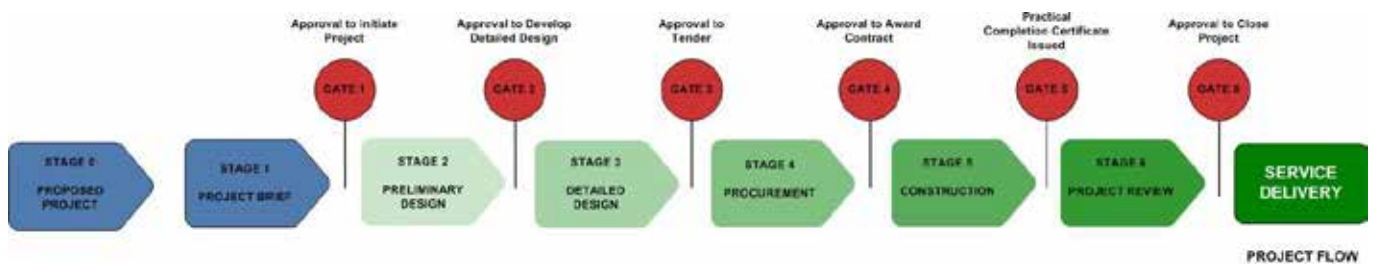 Approval to Initiate
Project
Approval to Develop
Detailed Design
Approval to
Tender
Approval to Award
Contract
Practical
Completion Certificate
Issued
Approval to Close
Project
GATE 1
GATE 2
GATE 3
GATE 4
GATE 5
GATE 6
STAGE 0
PROPOSED
PROJECT
STAGE 1
PROJECT BRIEF
STAGE 2
PRELIMINARY
DESIGN
STAGE 3
DETAILED
DESIGN
STAGE 4
PROCUREMENT
STAGE 5
CONSTRUCTION
STAGE 6
PROJECT REVIEW
SERVICE
DELIVERY
PROJECT FLOW